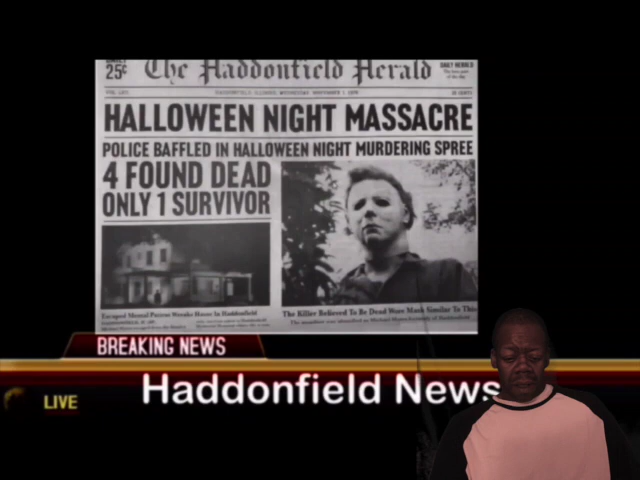 25¢ The Haddonfield Herald
DAILY HERALD
HALLOWEEN NIGHT MASSACRE
POLICE BAFFLED IN HALLOWEEN NIGHT MURDERING SPREE
4 FOUND DEAD
ONLY 1 SURVIVOR
Escaped Mental Patient Wreaks Havoc In Haddonfield
The Killer Believed To Be Dead Wore Mask Similar To This
BREAKING NEWS
Haddonfield News
LIVE